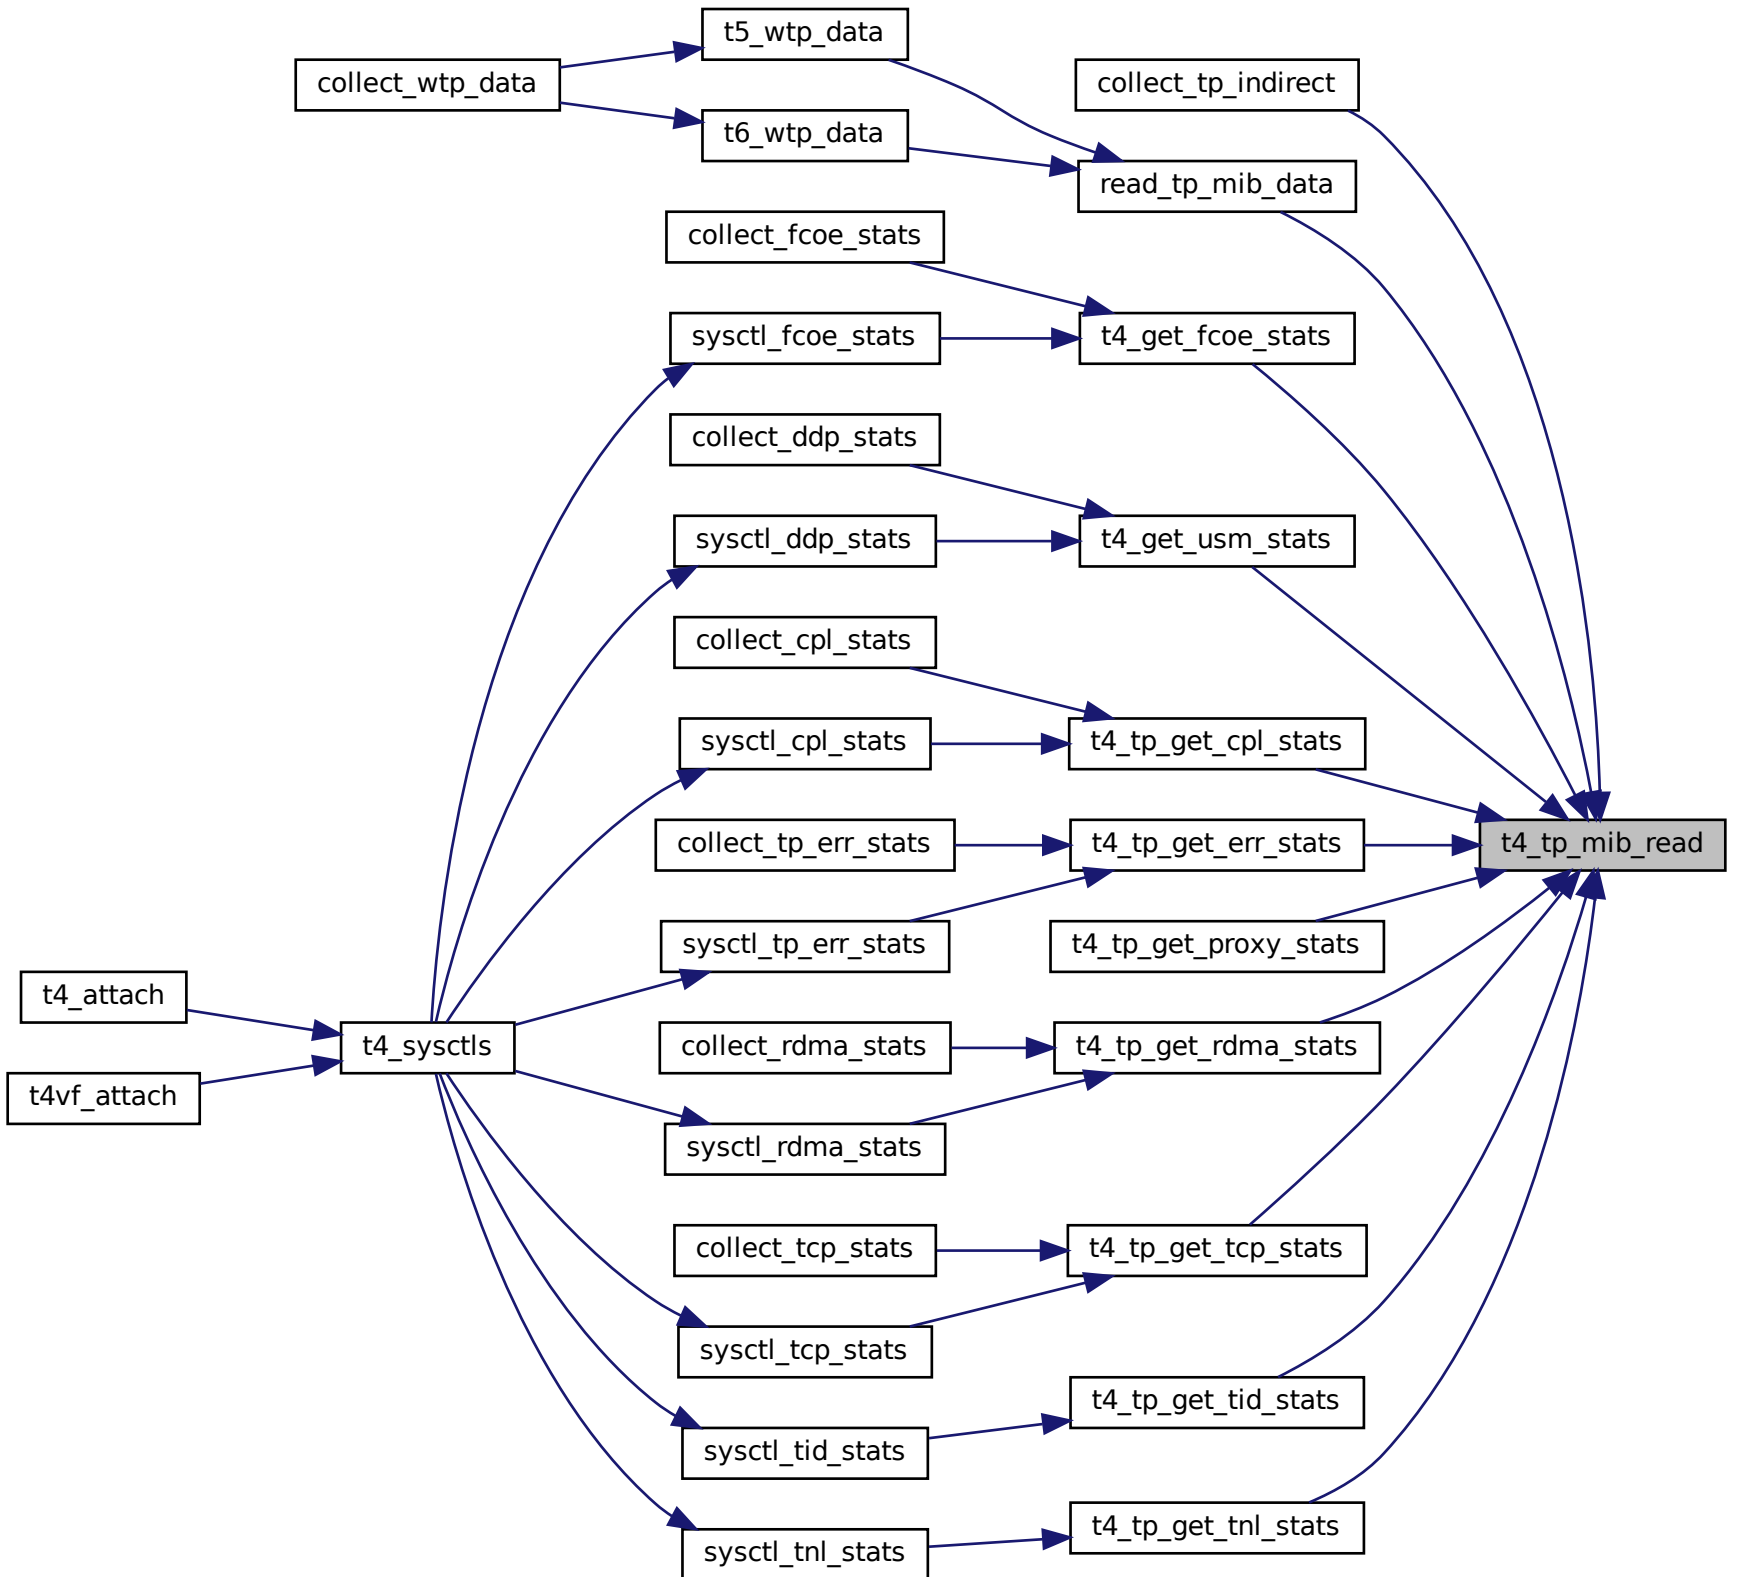 t5_wtp_data
collect_wtp_data
collect_tp_indirect
t6_wtp_data
read_tp_mib_data
collect_fcoe_stats
sysctl_fcoe_stats
t4_get_fcoe_stats
collect_ddp_stats
sysctl_ddp_stats
t4_get_usm_stats
collect_cpl_stats
sysctl_cpl_stats
t4_tp_get_cpl_stats
collect_tp_err_stats
t4_tp_get_err_stats
t4_tp_mib_read
sysctl_tp_err_stats
t4_tp_get_proxy_stats
t4_attach
t4_sysctls
collect_rdma_stats
t4_tp_get_rdma_stats
t4vf_attach
sysctl_rdma_stats
collect_tcp_stats
t4_tp_get_tcp_stats
sysctl_tcp_stats
t4_tp_get_tid_stats
sysctl_tid_stats
t4_tp_get_tnl_stats
sysctl_tnl_stats